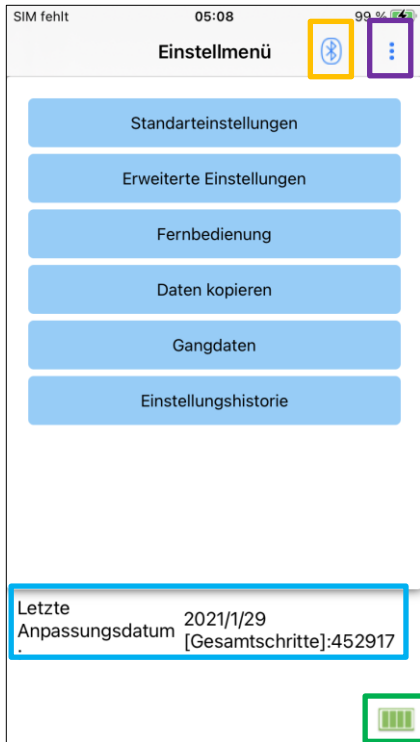 SIM fehlt 05:08 99 %
Einstellmenü
Standarteinstellungen
Erweiterte Einstellungen
Fernbedienung
Daten kopieren
Gangdaten
Einstellungshistorie
Letzte
Anpassungsdatum
:
2021/1/29
[Gesamtschritte]:452917